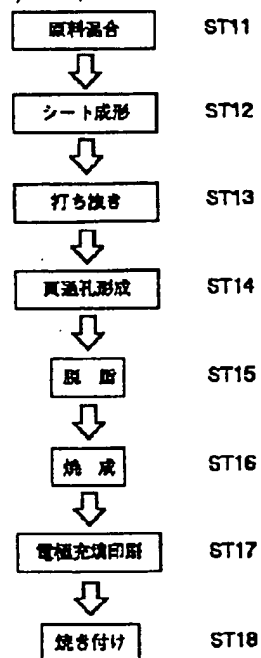 原料混合 ST11
シート成形 ST12
打ち抜き ST13
貫通孔形成 ST14
脱 脂 ST15
焼 成 ST16
電極充填印刷 ST17
焼き付け ST18